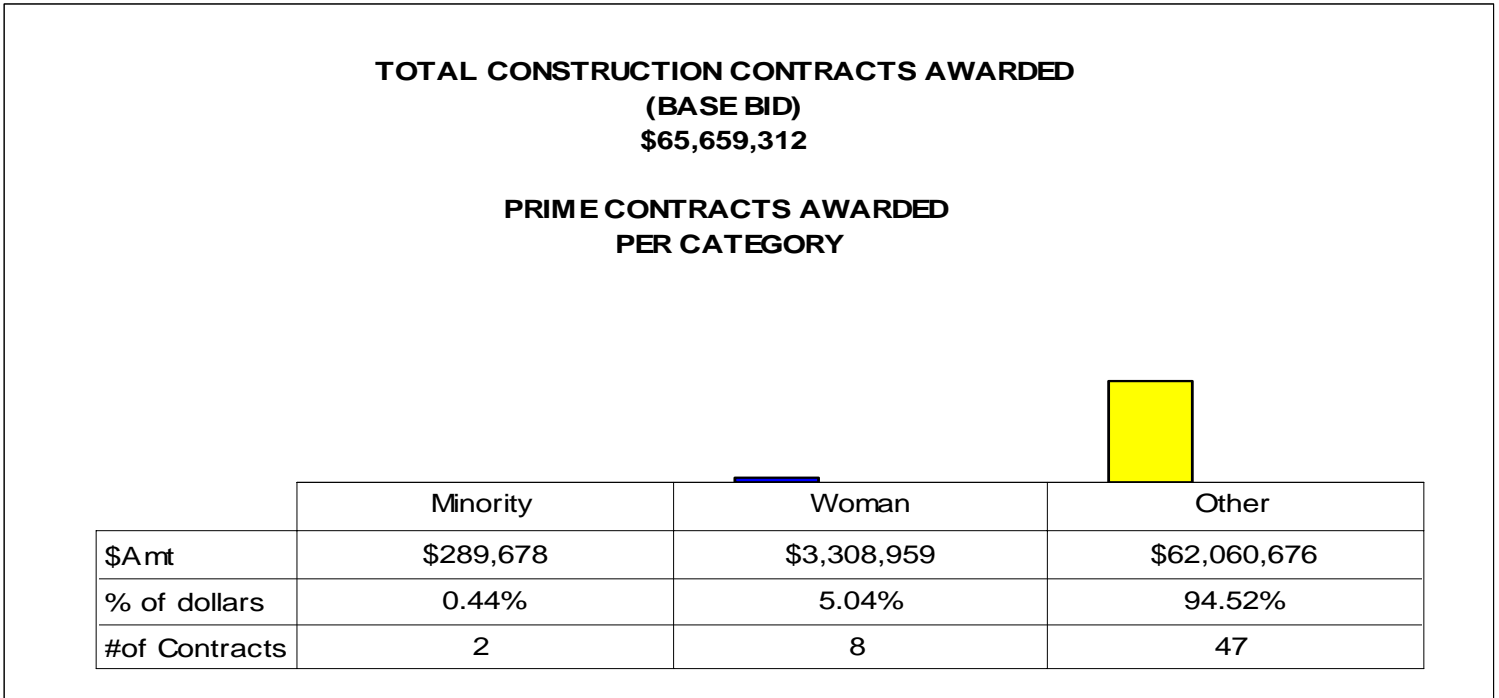 TOTAL CONSTRUCTION CONTRACTS AWARDED
(BASE BID)
$65,659,312
PRIME CONTRACTS AWARDED
PER CATEGORY
Minority Woman Other
$Amt $289,678 $3,308,959 $62,060,676
% of dollars 0.44% 5.04% 94.52%
#of Contracts 2 8 47